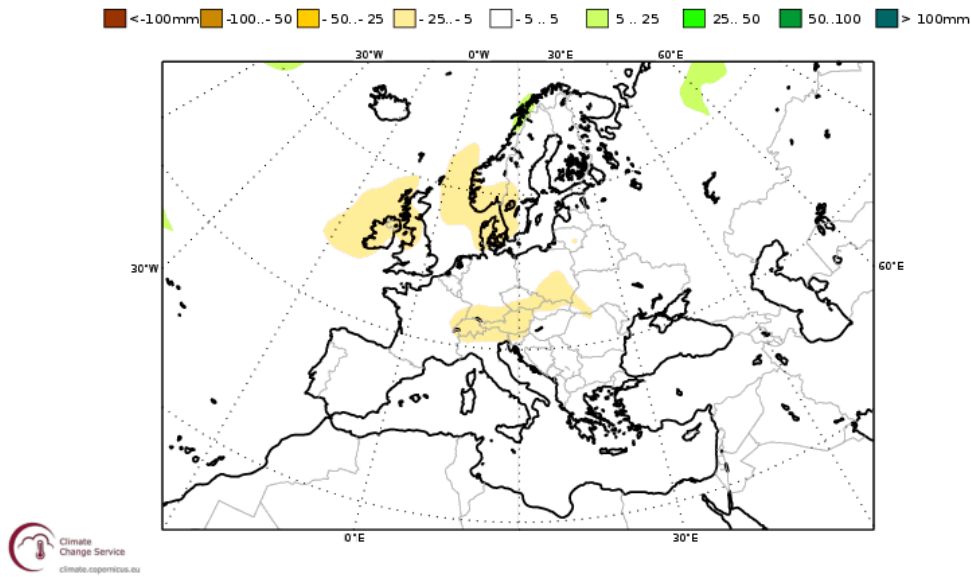 <-100mm -100..- 50 - 50..- 25 - 25..- 5 - 5 .. 5 5 .. 25 25.. 50 50..100 > 100mm
30°W 0°W 30°E 60°E
30°W 60°E
0°E 30°E
Climate
Change Service
climate.copernicus.eu